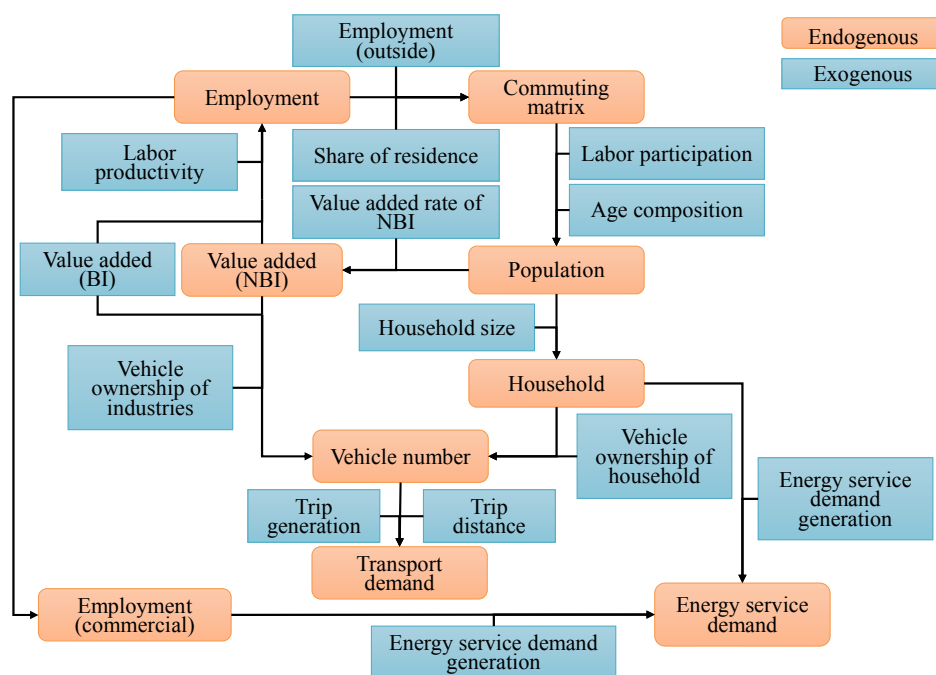 Employment
(outside)
Endogenous
Exogenous
Employment
Commuting
matrix
Labor
productivity
Share of residence
Labor participation
Value added rate of
NBI
Age composition
Value added
(BI)
Value added
(NBI)
Population
Household size
Vehicle
ownership of
industries
Household
Vehicle number
Vehicle
ownership of
household
Energy service
demand
generation
Trip
generation
Trip
distance
Transport
demand
Employment
(commercial)
Energy service
demand
Energy service demand
generation